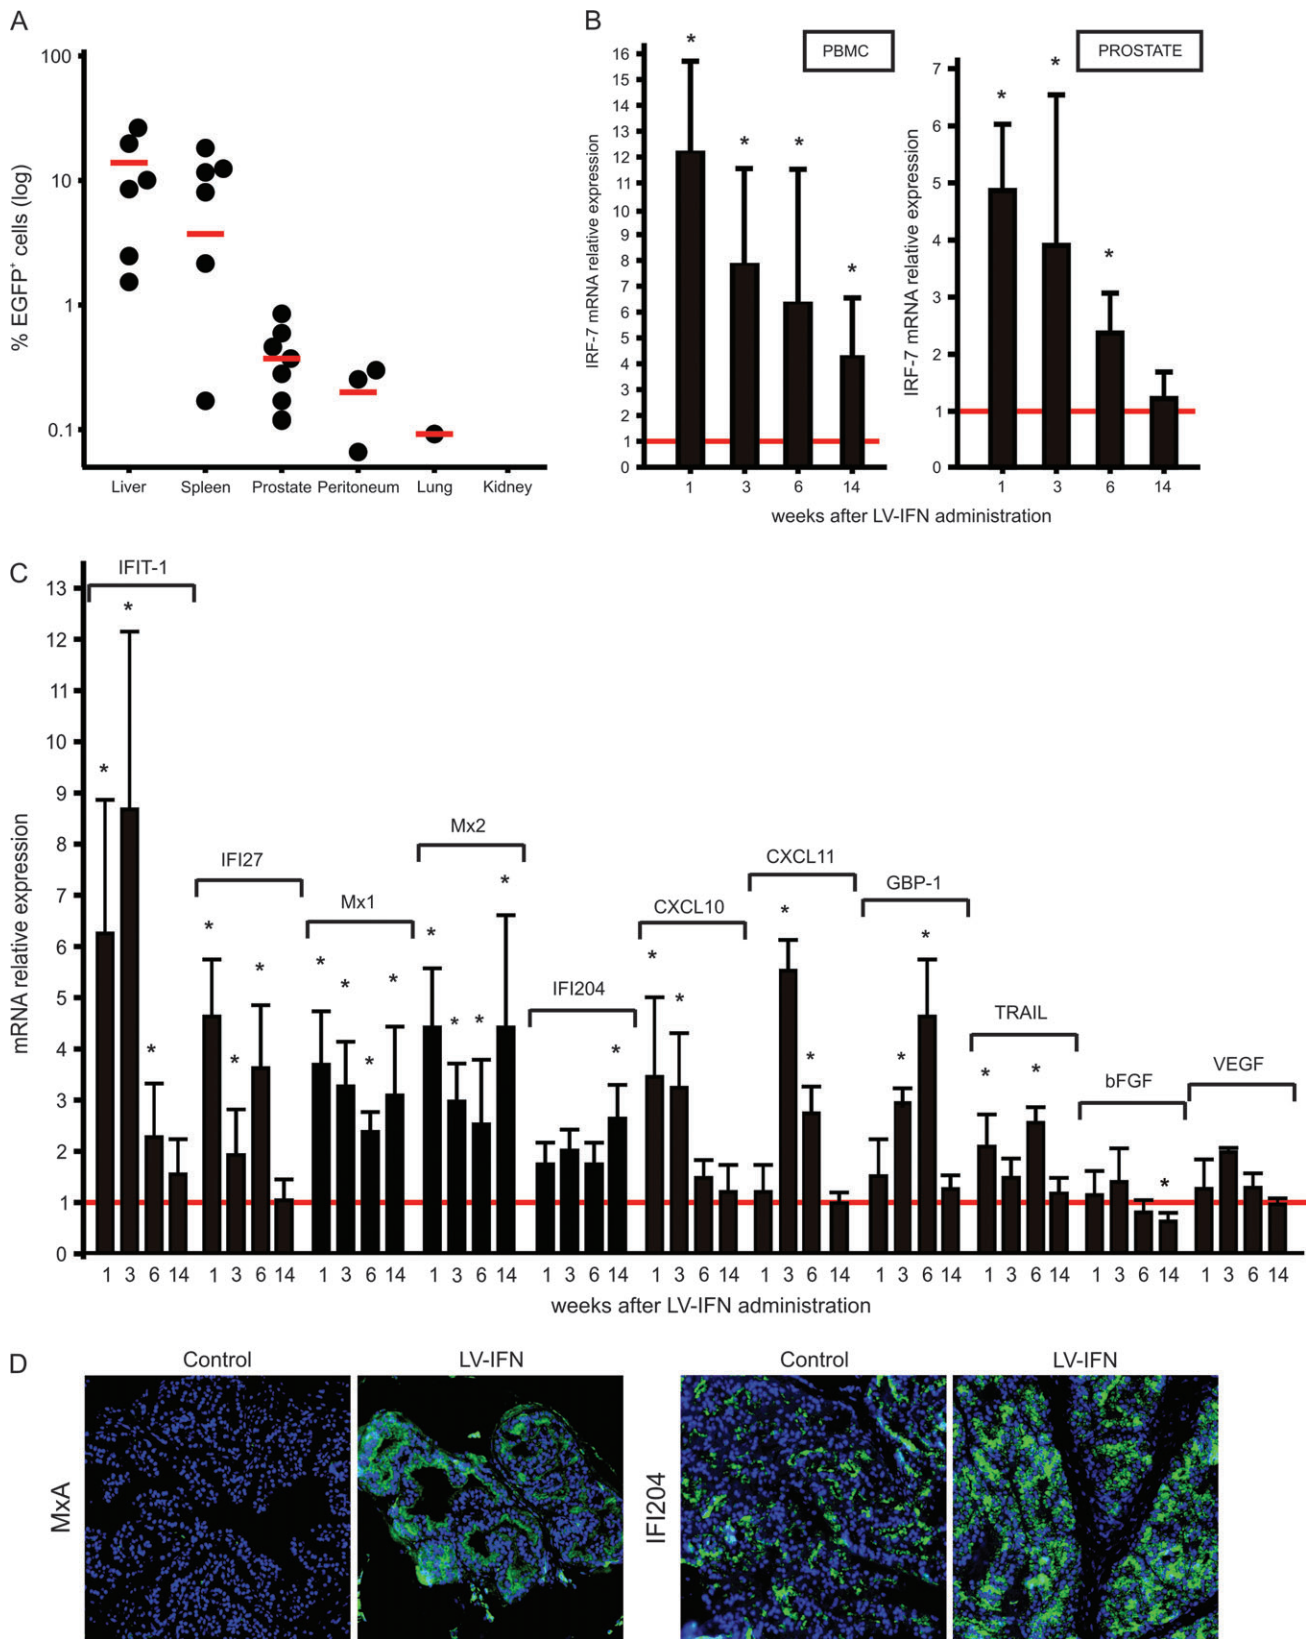 A
% EGFP+ cells (log)
100
10
1
0.1
Liver Spleen Prostate Peritoneum Lung Kidney
B
IRF-7 mRNA relative expression
PBMC
16
15
14
13
12
11
10
9
8
7
6
5
4
3
2
1
0
* * * *
1 3 6 14
IRF-7 mRNA relative expression
PROSTATE
7
6
5
4
3
2
1
0
* * *
1 3 6 14
weeks after LV-IFN administration
C
mRNA relative expression
13
12
11
10
9
8
7
6
5
4
3
2
1
0
IFIT-1
* * *
IFI27
* * *
Mx1
* * * *
Mx2
* * * *
IFI204
*
CXCL10
* *
CXCL11
* *
GBP-1
* *
TRAIL
* *
bFGF
*
VEGF
1 3 6 14 1 3 6 14 1 3 6 14 1 3 6 14 1 3 6 14 1 3 6 14 1 3 6 14 1 3 6 14 1 3 6 14 1 3 6 14 1 3 6 14
weeks after LV-IFN administration
D
Control LV-IFN Control LV-IFN
MxA
IFI204